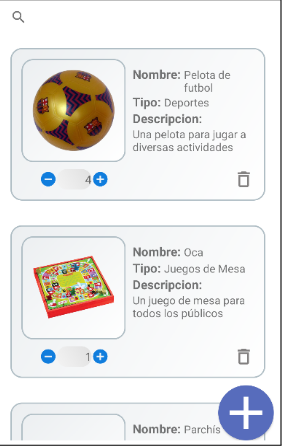 Nombre: Pelota de
futbol
Tipo: Deportes
Descripcion:
Una pelota para jugar a
diversas actividades
4
Nombre: Oca
Tipo: Juegos de Mesa
Descripcion:
Un juego de mesa para
todos los públicos
1
Nombre: Parchís